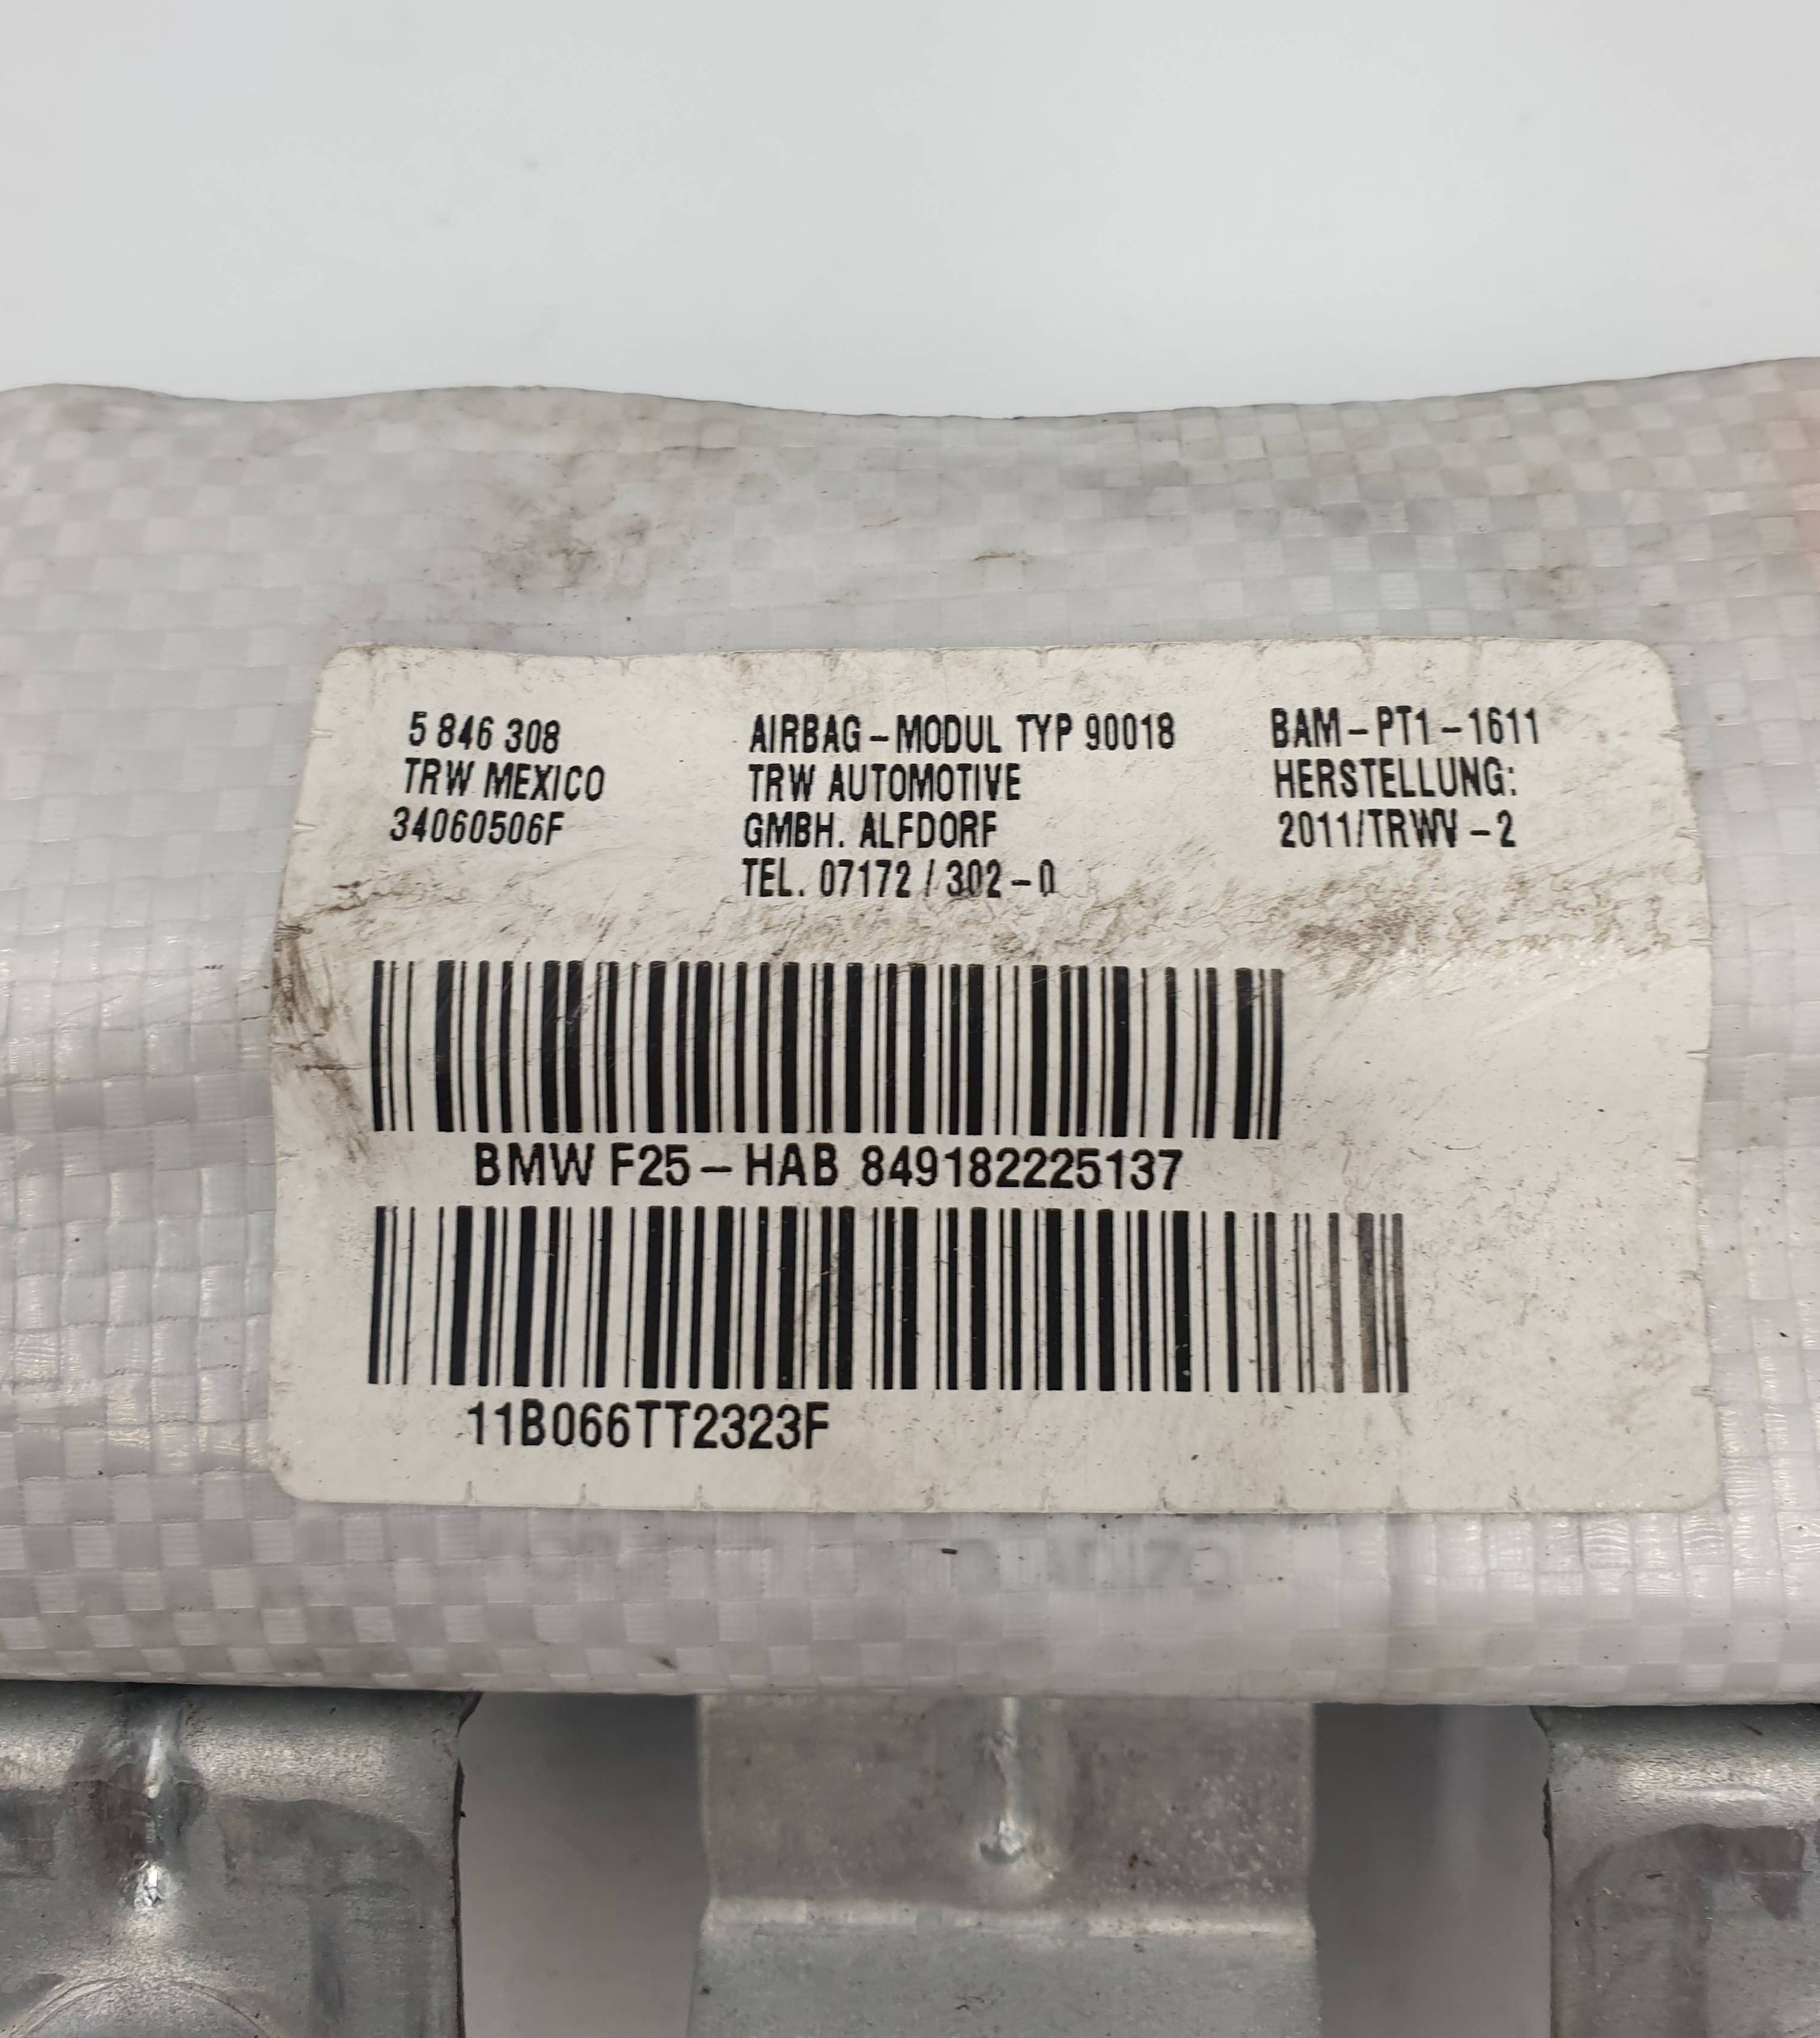 5 846 308
TRW MEXICO
34060506F
AIRBAG – MODUL TYP 90018
TRW AUTOMOTIVE
GMBH. ALFDORF
TEL. 07172 / 302 – 0
BAM – PT1 – 1611
HERSTELLUNG:
2011/TRWV – 2
BMW F25 – HAB 849182225137
11B066TT2323F